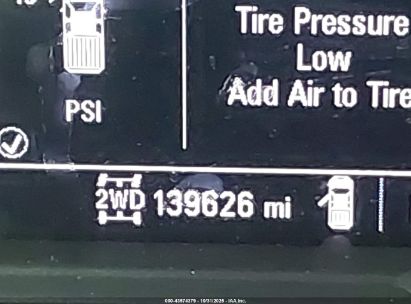 Tire Pressure
Low
Add Air to Tire
PSI
2WD 139626 mi